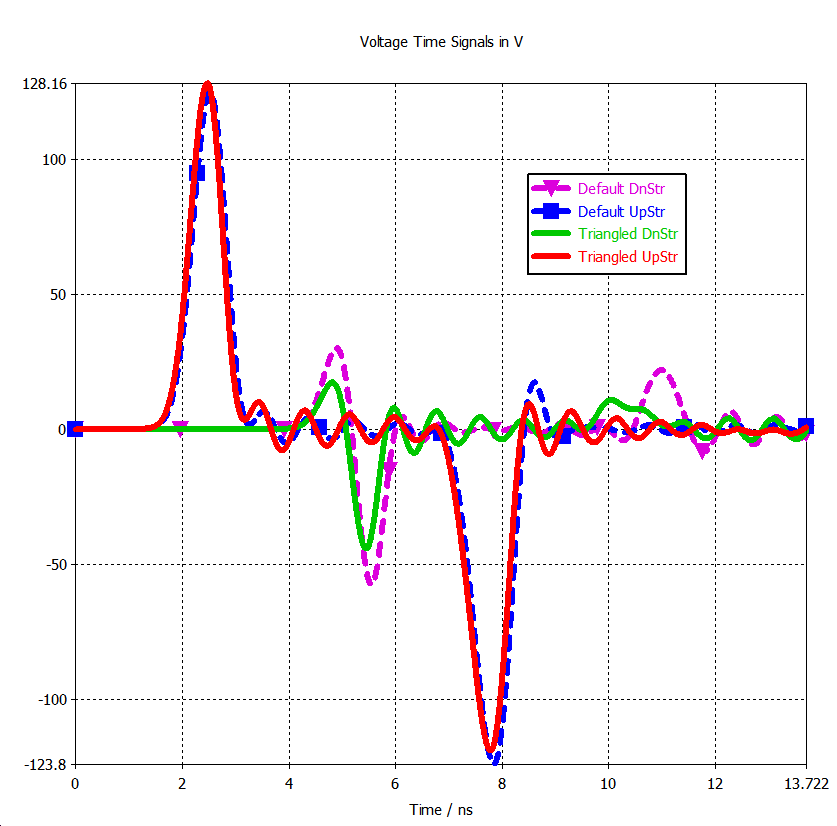 Voltage Time Signals in V
128.16
100
Default DnStr
Default UpStr
Triangled DnStr
Triangled UpStr
50
0
-50
-100
-123.8
0 2 4 6 8 10 12 13.722
Time / ns